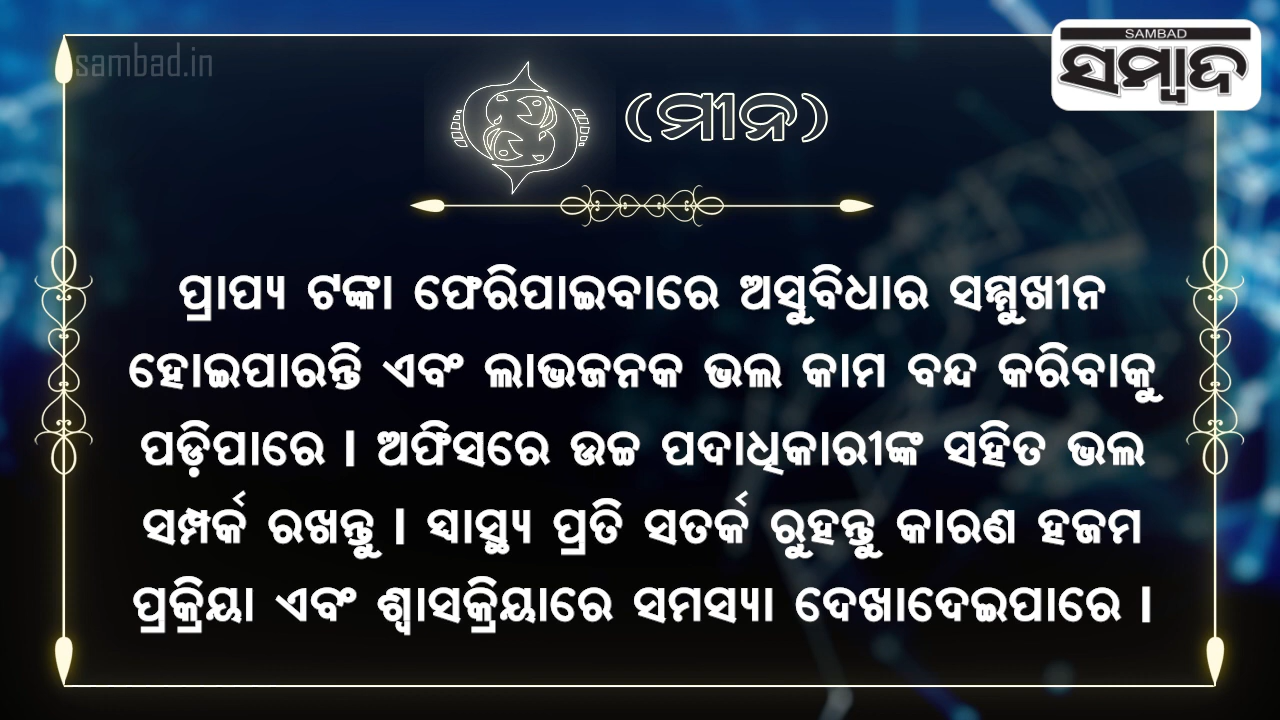 sambad.in
SAMBAD
ସମ୍ବାଦ
(ମୀନ)
ପ୍ରାପ୍ୟ ଟଙ୍କା ଫେରିପାଇବାରେ ଅସୁବିଧାର ସମ୍ମୁଖୀନ
ହୋଇପାରନ୍ତି ଏବଂ ଲାଭଜନକ ଭଲ କାମ ବନ୍ଦ କରିବାକୁ
ପଡ଼ିପାରେ । ଅଫିସରେ ଉଚ୍ଚ ପଦାଧିକାରୀଙ୍କ ସହିତ ଭଲ
ସମ୍ପର୍କ ରଖନ୍ତୁ । ସ୍ୱାସ୍ଥ୍ୟ ପ୍ରତି ସତର୍କ ରୁହନ୍ତୁ କାରଣ ହଜମ
ପ୍ରକ୍ରିୟା ଏବଂ ଶ୍ୱାସକ୍ରିୟାରେ ସମସ୍ୟା ଦେଖାଦେଇପାରେ ।